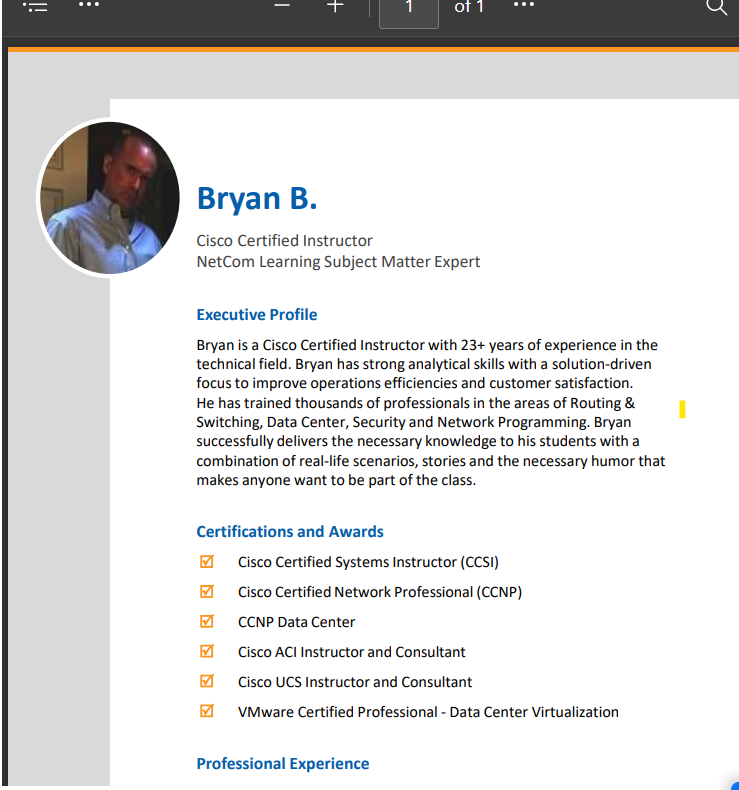 1 of 1
Bryan B.
Cisco Certified Instructor
NetCom Learning Subject Matter Expert
Executive Profile
Bryan is a Cisco Certified Instructor with 23+ years of experience in the
technical field. Bryan has strong analytical skills with a solution-driven
focus to improve operations efficiencies and customer satisfaction.
He has trained thousands of professionals in the areas of Routing &
Switching, Data Center, Security and Network Programming. Bryan
successfully delivers the necessary knowledge to his students with a
combination of real-life scenarios, stories and the necessary humor that
makes anyone want to be part of the class.
Certifications and Awards
Cisco Certified Systems Instructor (CCSI)
Cisco Certified Network Professional (CCNP)
CCNP Data Center
Cisco ACI Instructor and Consultant
Cisco UCS Instructor and Consultant
VMware Certified Professional - Data Center Virtualization
Professional Experience